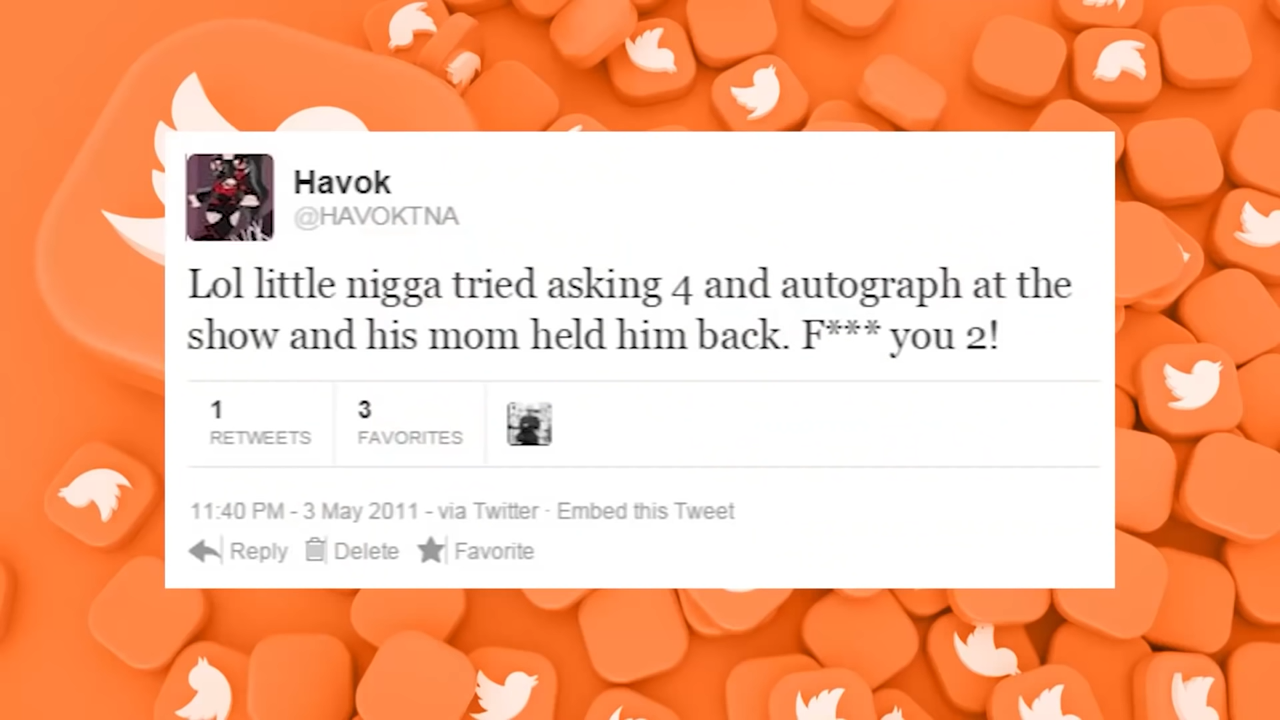 Havok
@HAVOKTNA
Lol little nigga tried asking 4 and autograph at the
show and his mom held him back. F*** you 2!
1 3
RETWEETS FAVORITES
11:40 PM - 3 May 2011 - via Twitter · Embed this Tweet
Reply Delete Favorite